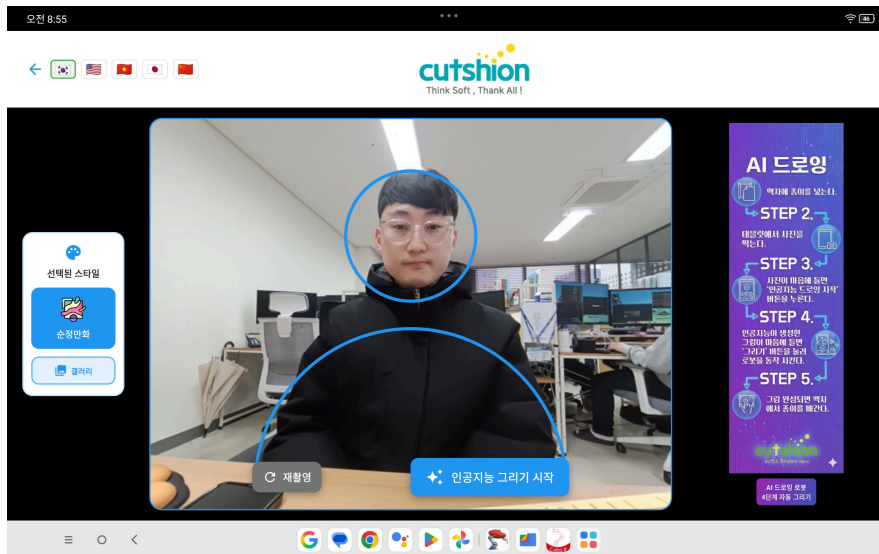 오전 8:55
46
cutshion
Think Soft , Thank All !
선택된 스타일
순정만화
갤러리
재촬영
인공지능 그리기 시작
AI 드로잉
액자에 종이를 넣는다.
STEP 2.
태블릿에서 사진을
찍는다.
STEP 3.
사진이 마음에 들면
'인공지능 드로잉 시작'
버튼을 누른다.
STEP 4.
인공지능이 생성한
그림이 마음에 들면
'그리기' 버튼을 눌러
로봇을 동작 시킨다.
STEP 5.
그림 완성되면 액자
에서 종이를 빼간다.
cutshion
AI 드로잉 로봇
4단계 자동 그리기